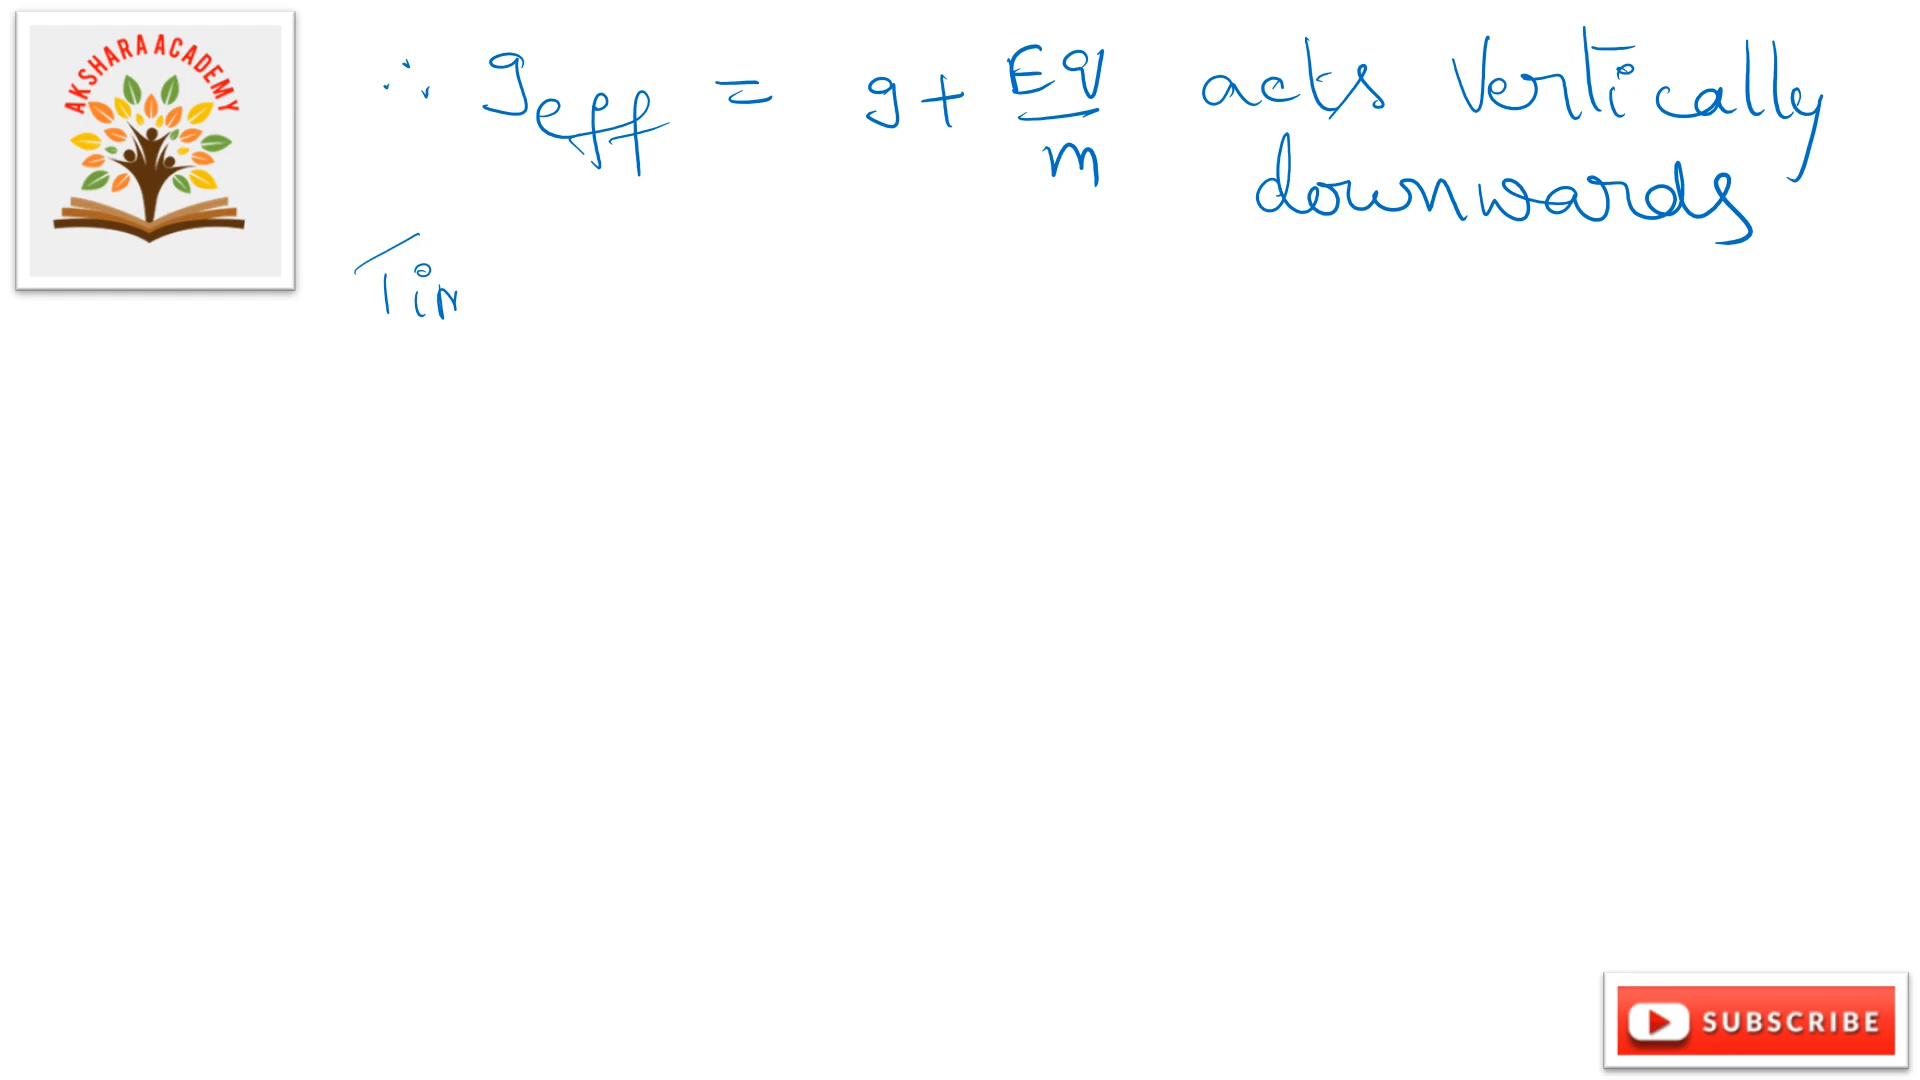 AKSHARA ACADEMY
∴ g_eff = g + Eq/m acts vertically
downwards
Tim
SUBSCRIBE